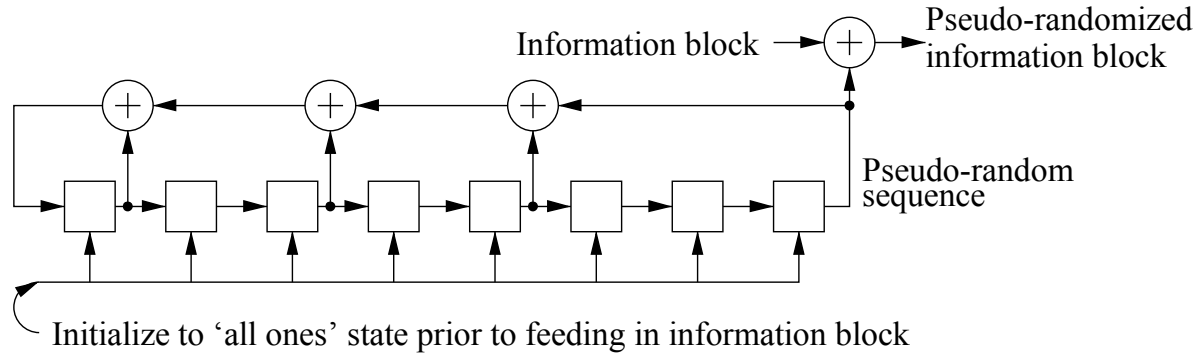 Information block
Pseudo-randomized
information block
Pseudo-random
sequence
Initialize to ‘all ones’ state prior to feeding in information block